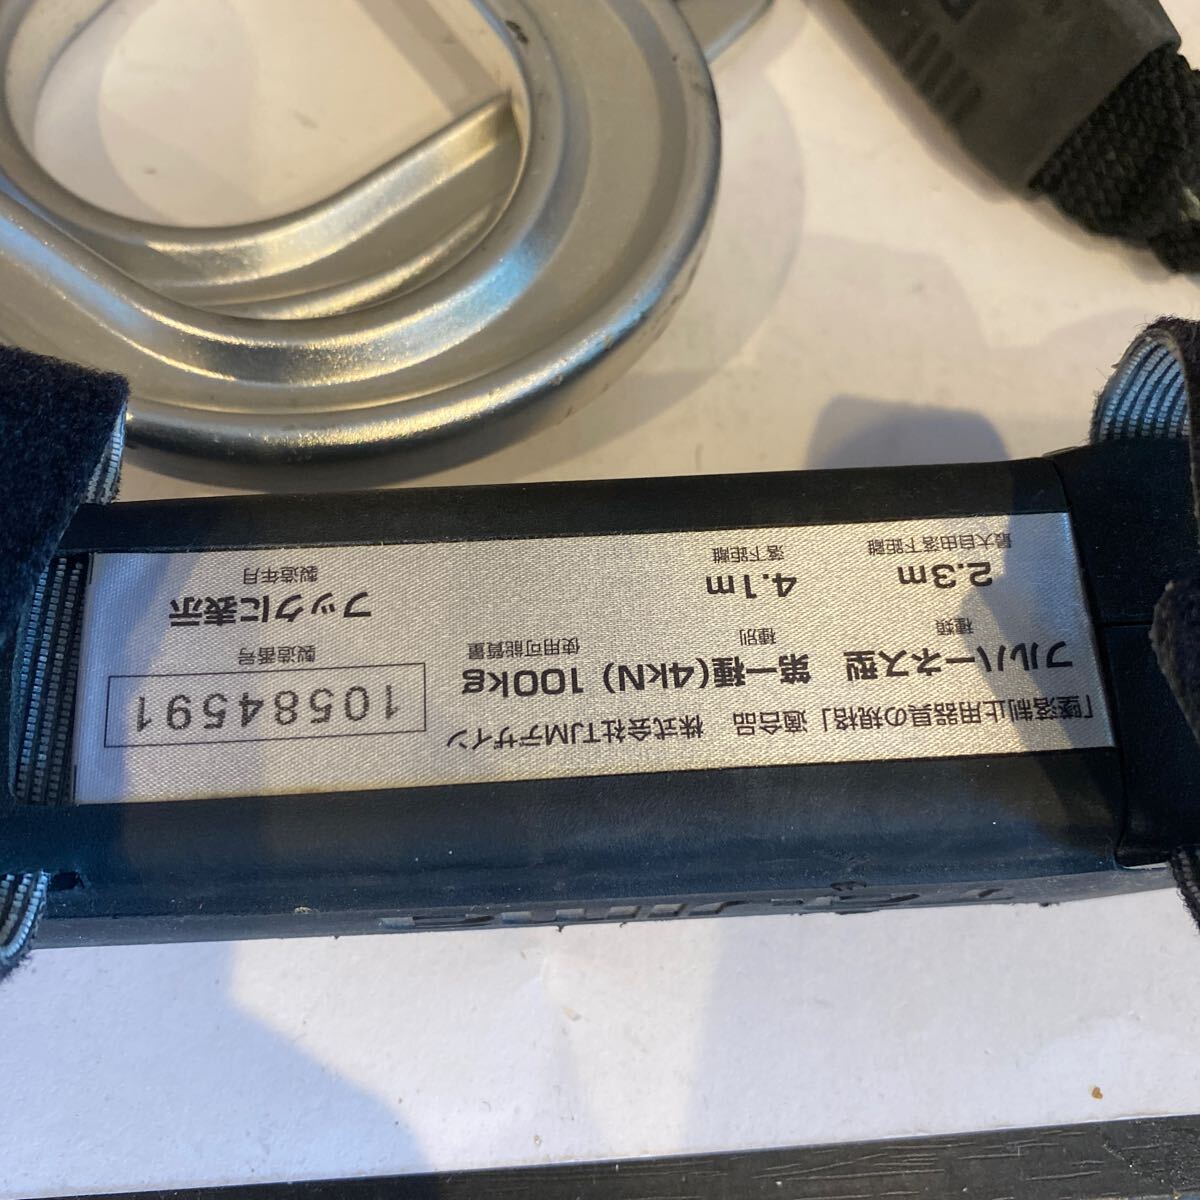 「墜落制止用器具の規格」適合品 株式会社TJMデザイン
種類 種別 使用可能質量 製造番号
フルハーネス型 第一種(4kN) 100kg 10584591
最大自由落下距離 落下距離 製造年月
2.3m 4.1m フックに表示